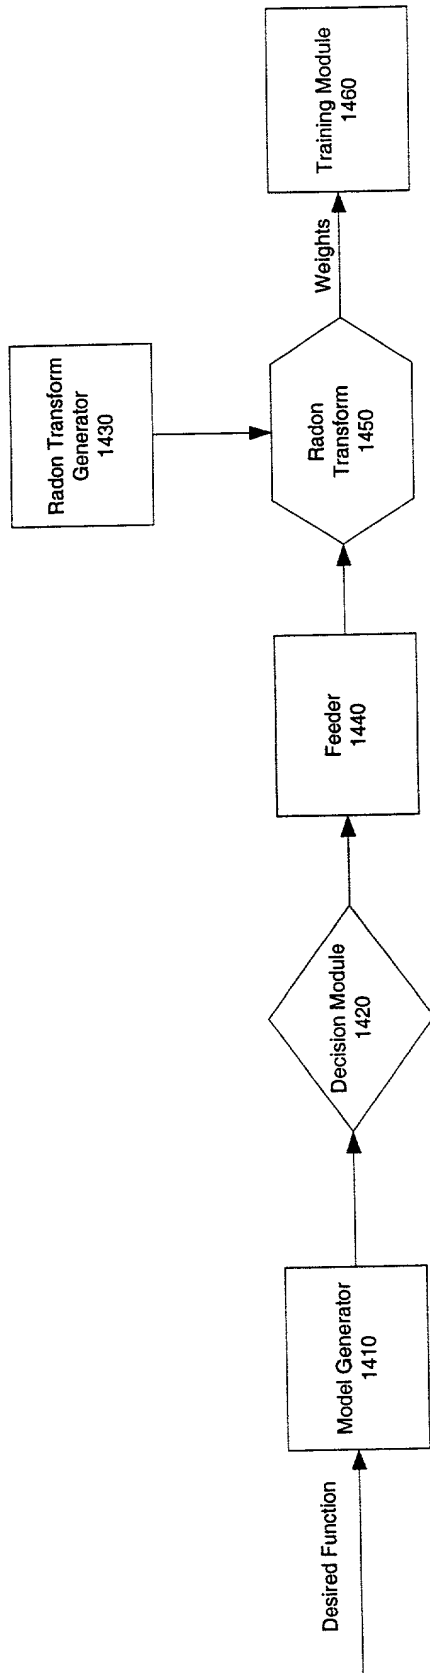 Desired Function
Model Generator
1410
Decision Module
1420
Feeder
1440
Radon Transform
Generator
1430
Radon
Transform
1450
Weights
Training Module
1460